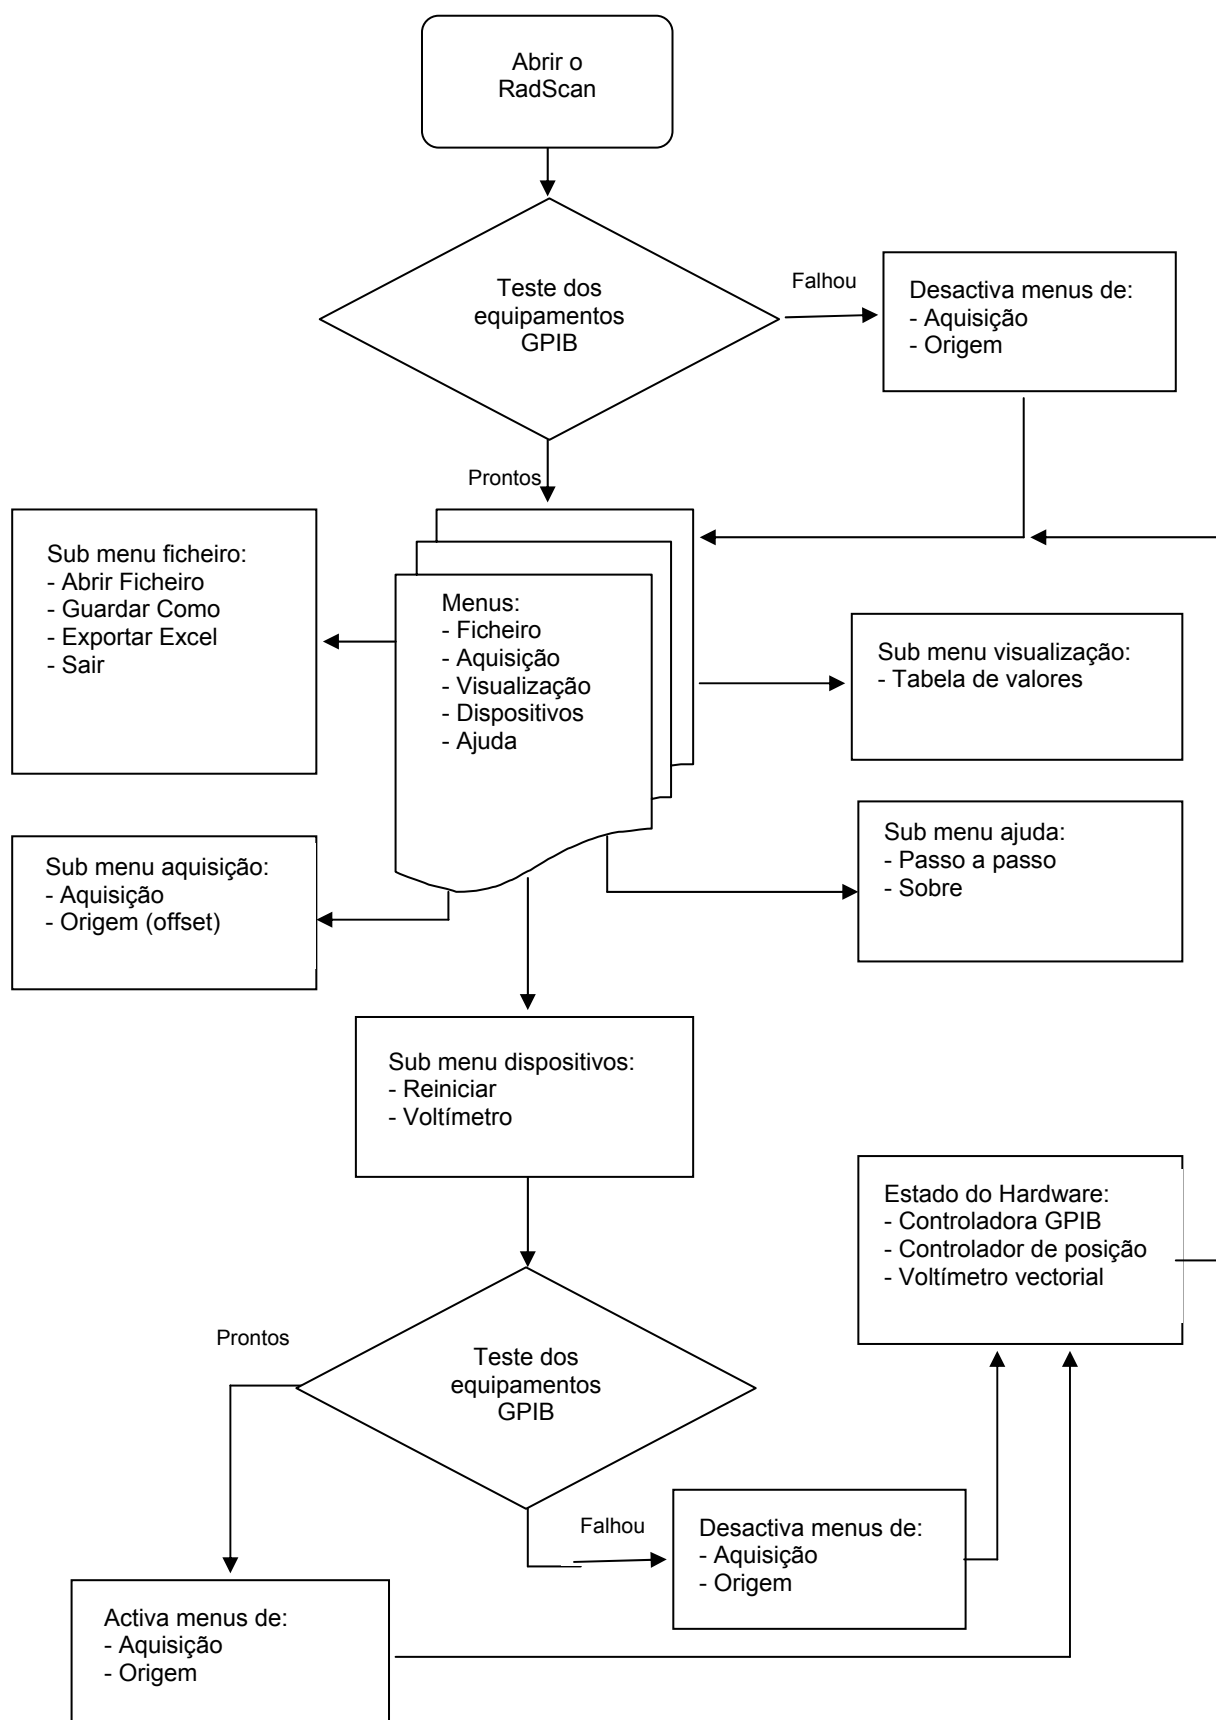 Abrir o
RadScan
Teste dos
equipamentos
GPIB
Falhou
Desactiva menus de:
- Aquisição
- Origem
Prontos
Sub menu ficheiro:
- Abrir Ficheiro
- Guardar Como
- Exportar Excel
- Sair
Menus:
- Ficheiro
- Aquisição
- Visualização
- Dispositivos
- Ajuda
Sub menu visualização:
- Tabela de valores
Sub menu ajuda:
- Passo a passo
- Sobre
Sub menu aquisição:
- Aquisição
- Origem (offset)
Sub menu dispositivos:
- Reiniciar
- Voltímetro
Estado do Hardware:
- Controladora GPIB
- Controlador de posição
- Voltímetro vectorial
Prontos
Teste dos
equipamentos
GPIB
Falhou
Desactiva menus de:
- Aquisição
- Origem
Activa menus de:
- Aquisição
- Origem